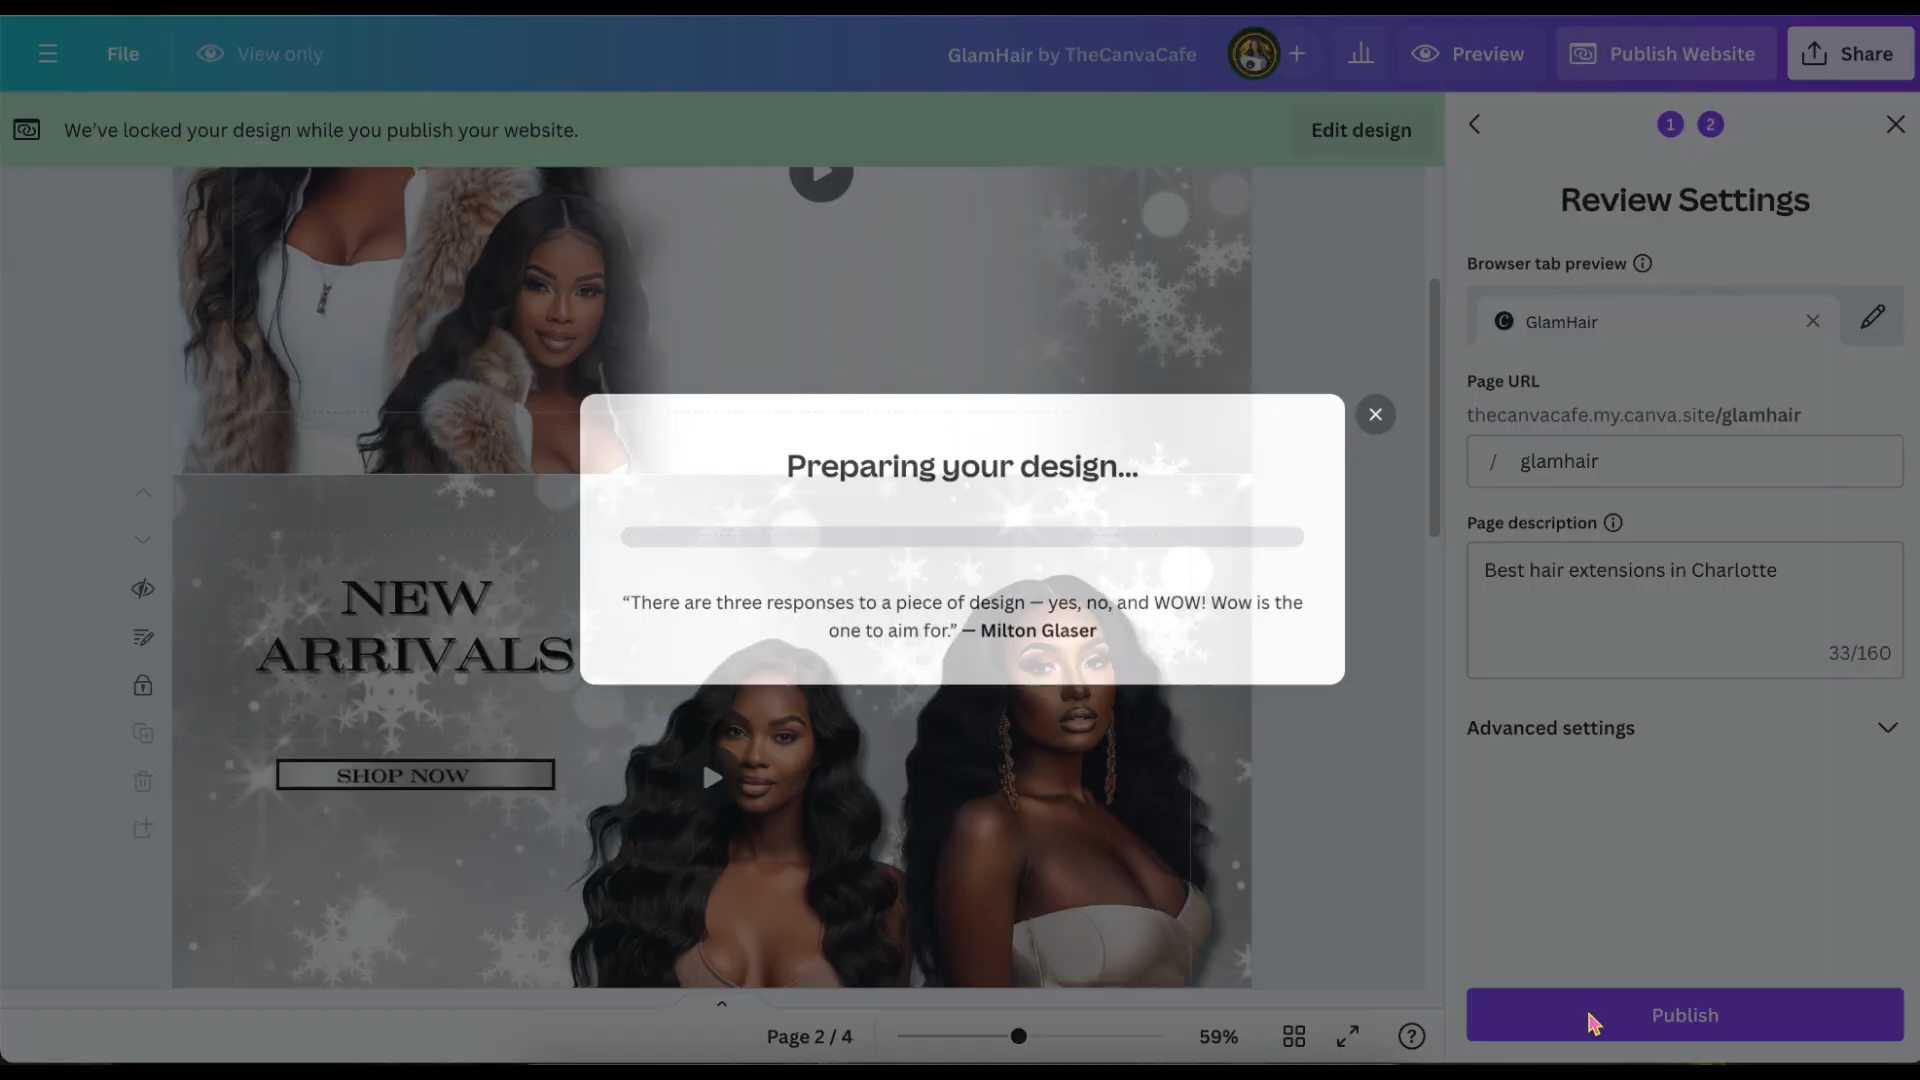 File
View only
GlamHair by TheCanvaCafe
Preview
Publish Website
Share
We've locked your design while you publish your website.
Edit design
1 2
Review Settings
Browser tab preview
GlamHair
Page URL
thecanvacafe.my.canva.site/glamhair
/ glamhair
Page description
Best hair extensions in Charlotte
33/160
Advanced settings
Publish
Preparing your design...
“There are three responses to a piece of design — yes, no, and WOW! Wow is the
one to aim for.” — Milton Glaser
NEW
ARRIVALS
SHOP NOW
Page 2 / 4
59%